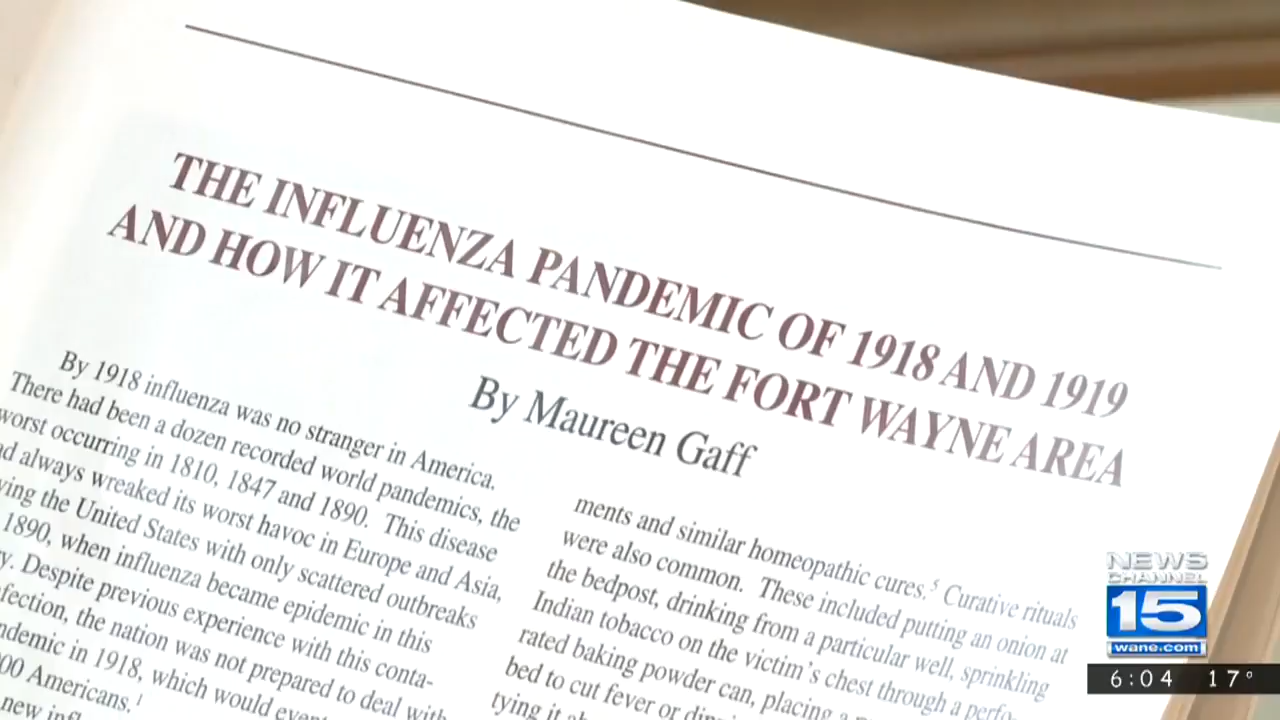 THE INFLUENZA PANDEMIC OF 1918 AND 1919
AND HOW IT AFFECTED THE FORT WAYNE AREA
By Maureen Gaff
By 1918 influenza was no stranger in America.
There had been a dozen recorded world pandemics, the
worst occurring in 1810, 1847 and 1890. This disease
always wreaked its worst havoc in Europe and Asia,
the United States with only scattered outbreaks
1890, when influenza became epidemic in this
Despite previous experience with this conta-
the nation was not prepared to deal with
in 1918, which would
Americans.1
new
ments and similar homeopathic cures.5 Curative rituals
were also common. These included putting an onion at
the bedpost, drinking from a particular well, sprinkling
Indian tobacco on the victim's chest through a perfo-
rated baking powder can, placing a
bed to cut fever or
tying it
NEWS
CHANNEL
15
wane.com
6:04 17°